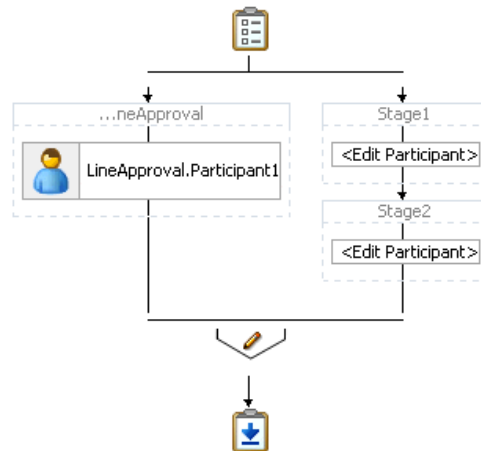 ...neApproval
LineApproval.Participant1
Stage1
<Edit Participant>
Stage2
<Edit Participant>